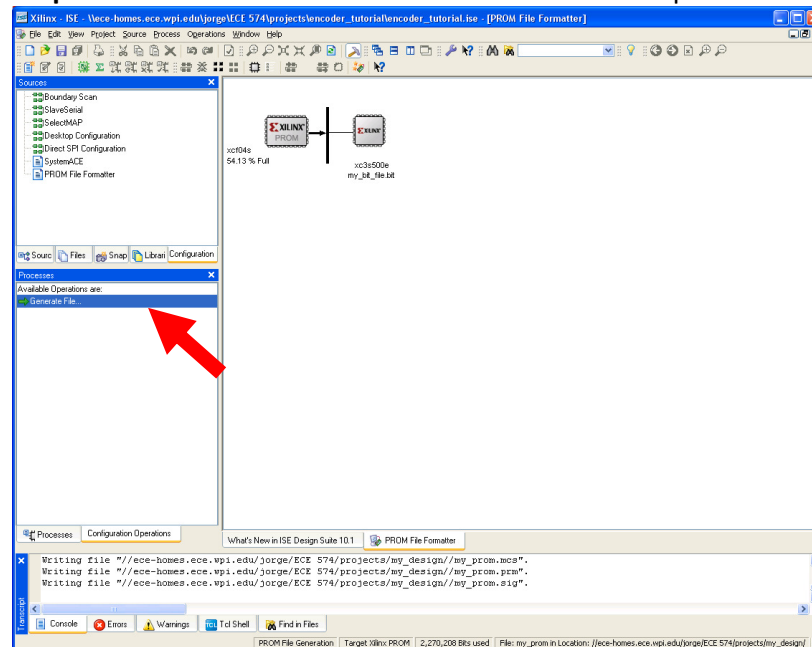 Xilinx - ISE - \\ece-homes.ece.wpi.edu\jorge\ECE 574\projects\encoder_tutorial\encoder_tutorial.ise - [PROM File Formatter]
File Edit View Project Source Process Operations Window Help
Sources
Boundary Scan
SlaveSerial
SelectMAP
Desktop Configuration
Direct SPI Configuration
SystemACE
PROM File Formatter
Sourc Files Snap Librari Configuration
Processes
Available Operations are:
Generate File...
Processes Configuration Operations
XILINX
PROM
xcf04s
54.13 % Full
XILINX
xc3s500e
my_bit_file.bit
What's New in ISE Design Suite 10.1 PROM File Formatter
Writing file "//ece-homes.ece.wpi.edu/jorge/ECE 574/projects/my_design//my_prom.mcs".
Writing file "//ece-homes.ece.wpi.edu/jorge/ECE 574/projects/my_design//my_prom.prm".
Writing file "//ece-homes.ece.wpi.edu/jorge/ECE 574/projects/my_design//my_prom.sig".
Transcript
Console Errors Warnings TCL Tcl Shell Find in Files
PROM File Generation Target Xilinx PROM 2,270,208 Bits used File: my_prom in Location: //ece-homes.ece.wpi.edu/jorge/ECE 574/projects/my_design/